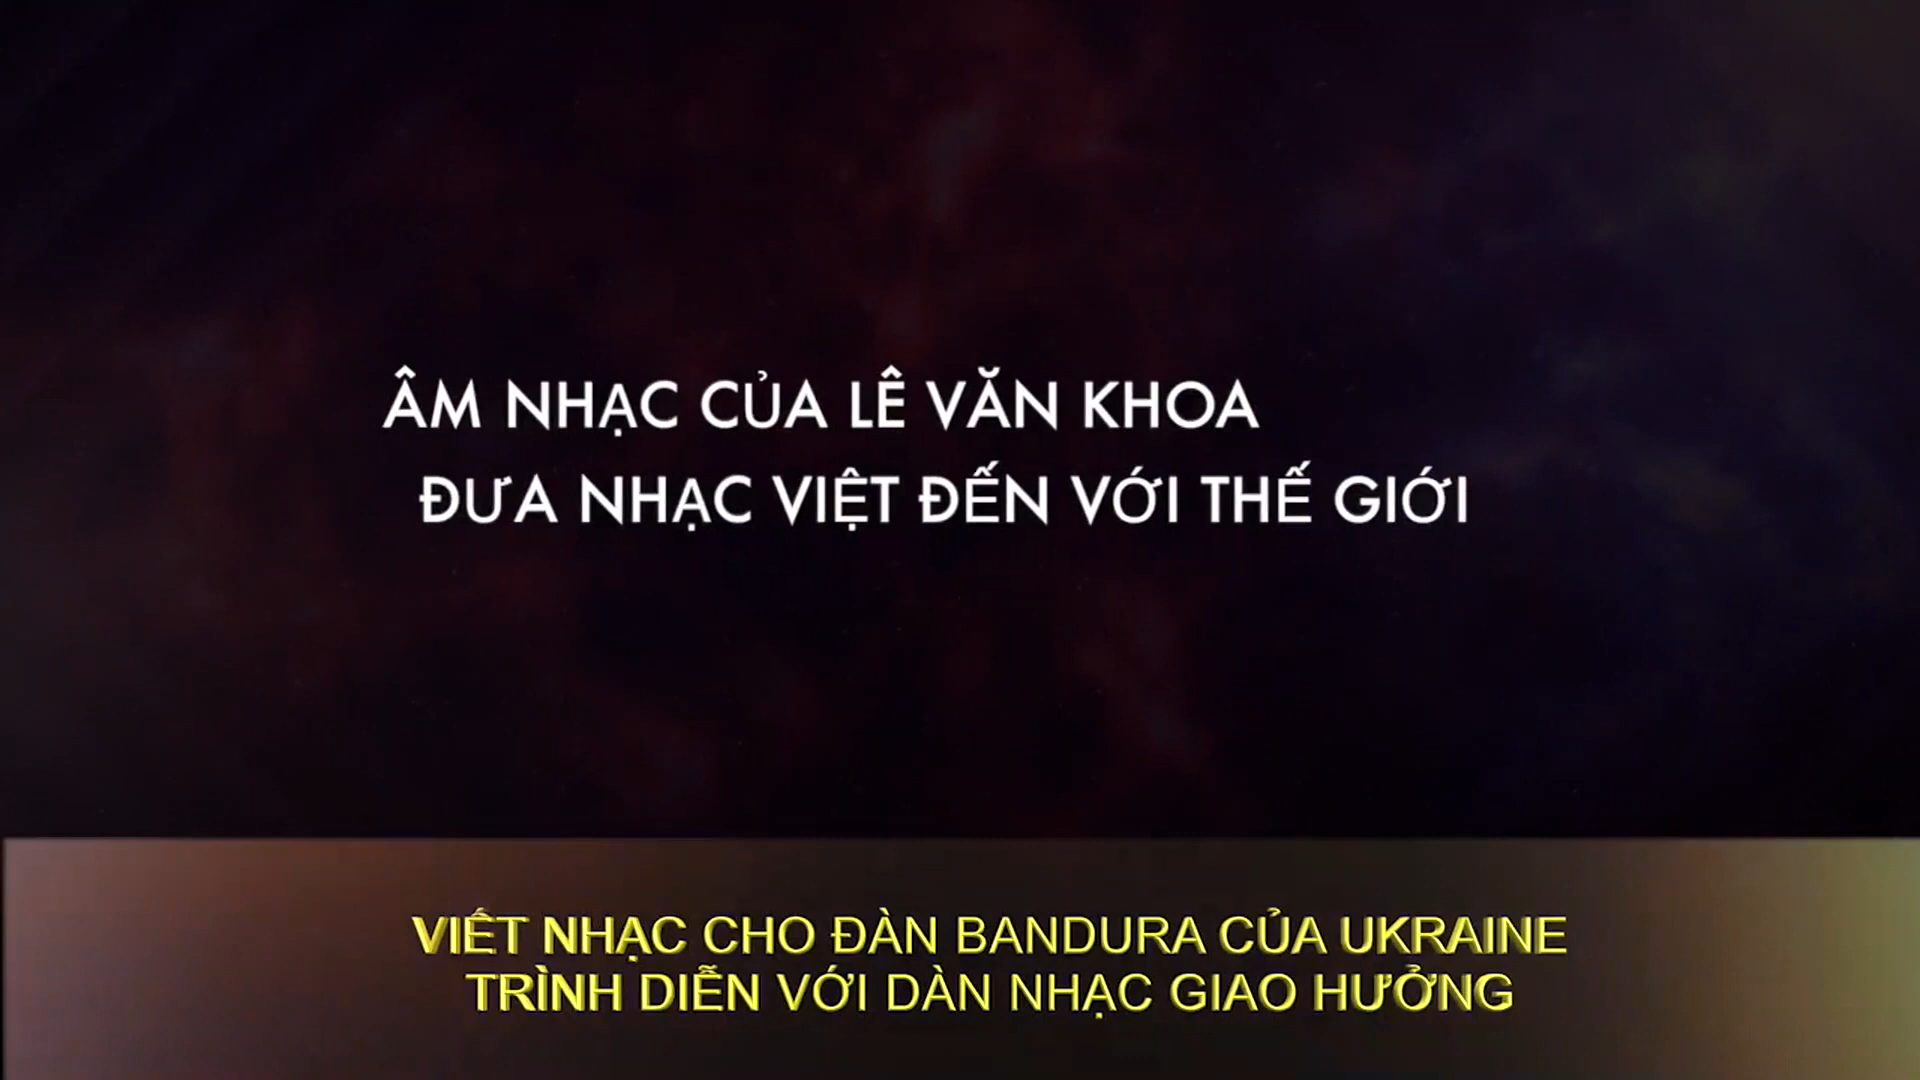 ÂM NHẠC CỦA LÊ VĂN KHOA
ĐƯA NHẠC VIỆT ĐẾN VỚI THẾ GIỚI
VIẾT NHẠC CHO ĐÀN BANDURA CỦA UKRAINE
TRÌNH DIỄN VỚI DÀN NHẠC GIAO HƯỞNG